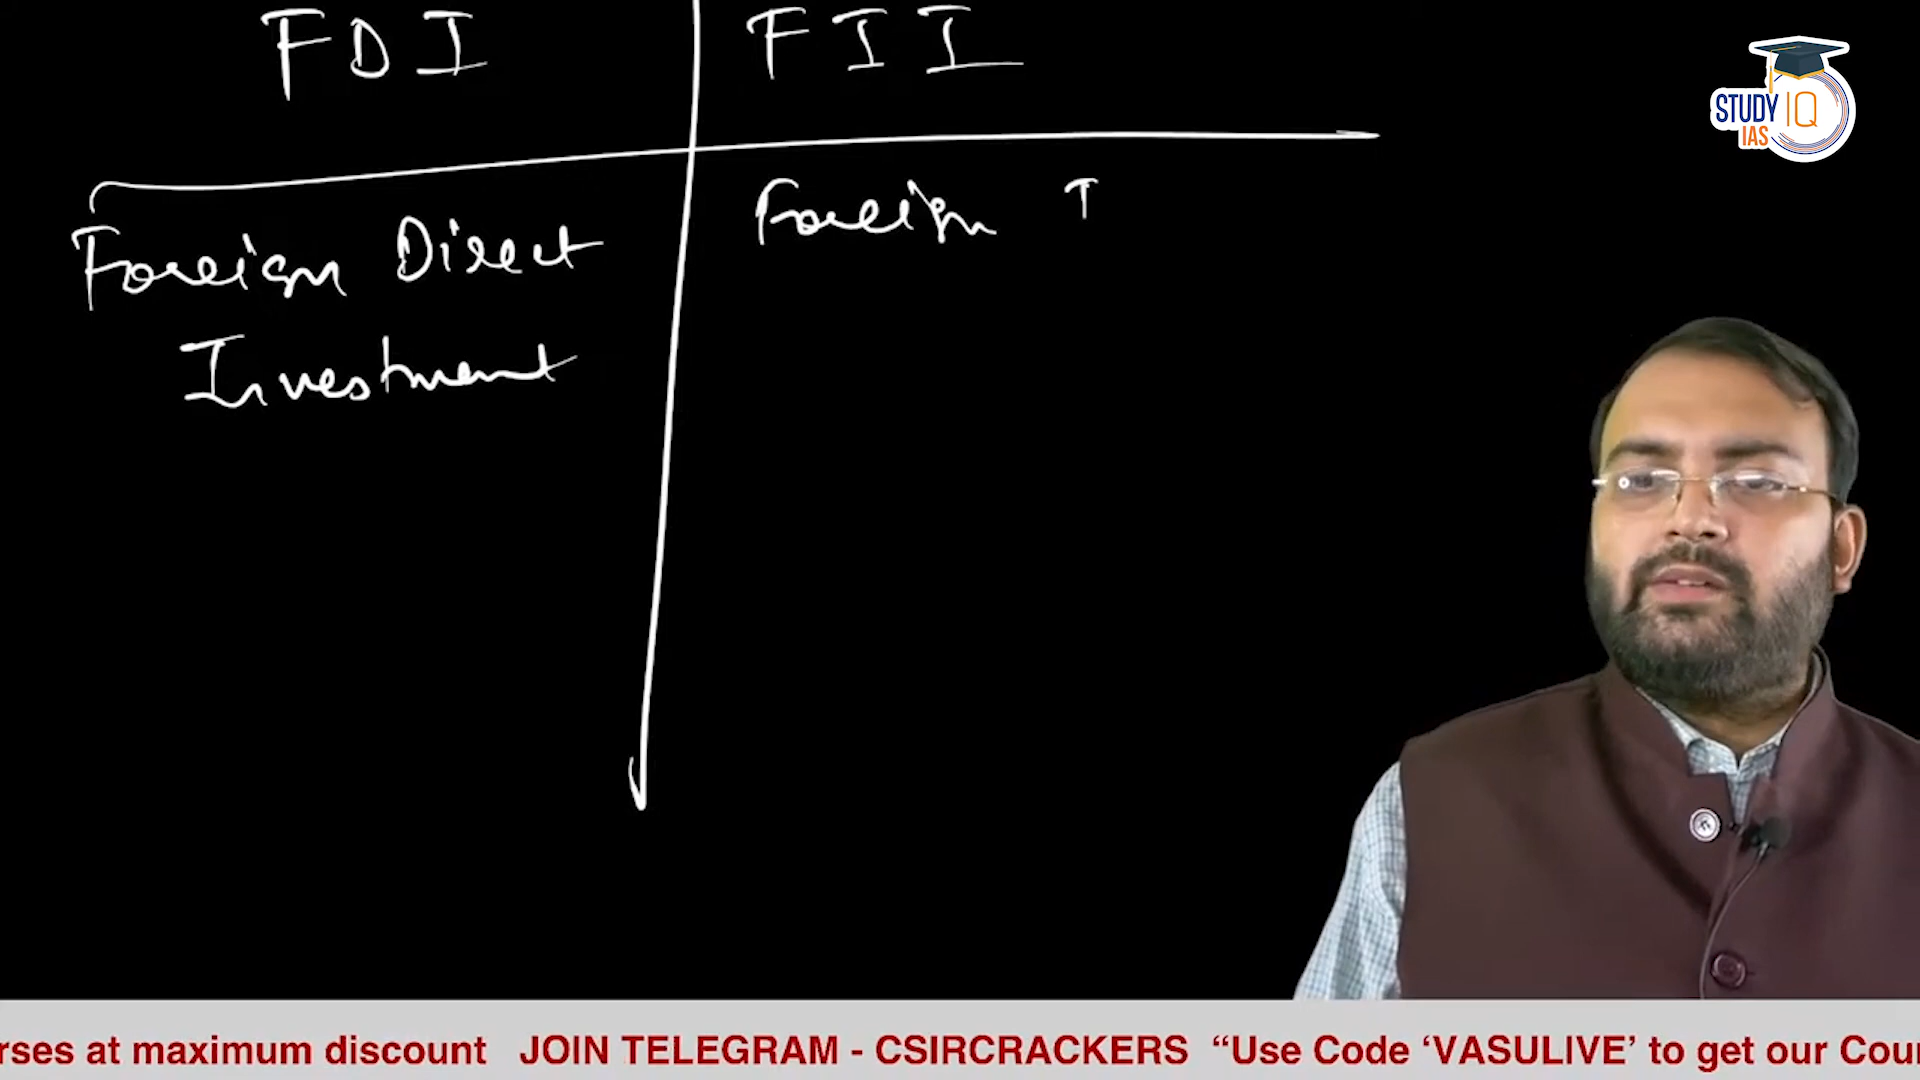 FDI
FII
Foreign Direct
Investment
Foreign I
STUDY IQ
IAS
rses at maximum discount JOIN TELEGRAM - CSIRCRACKERS “Use Code ‘VASULIVE’ to get our Cour